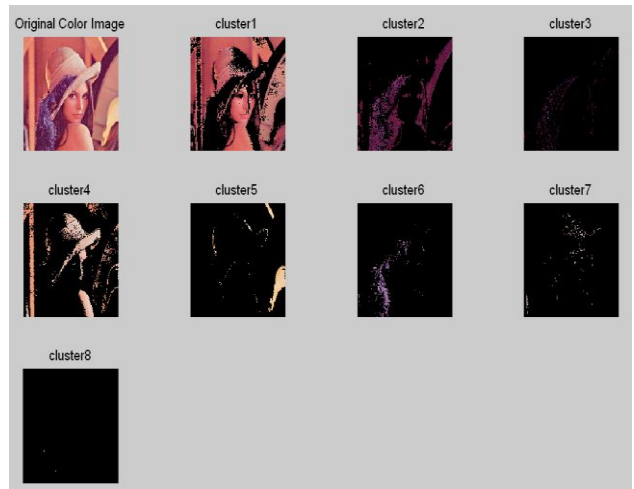 Original Color Image
cluster1
cluster2
cluster3
cluster4
cluster5
cluster6
cluster7
cluster8